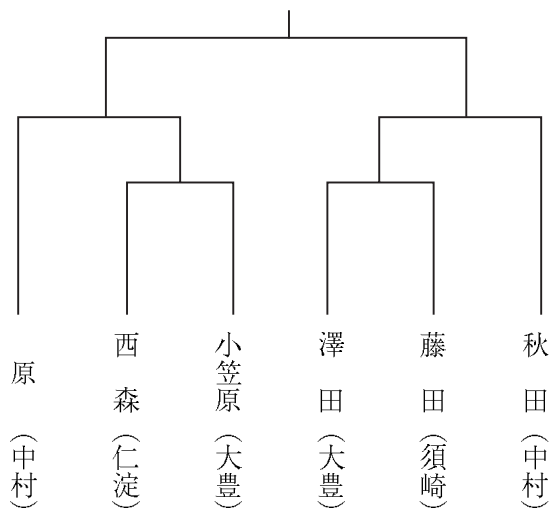 原（中村）
西森（仁淀）
小笠原（大豊）
澤田（大豊）
藤田（須崎）
秋田（中村）